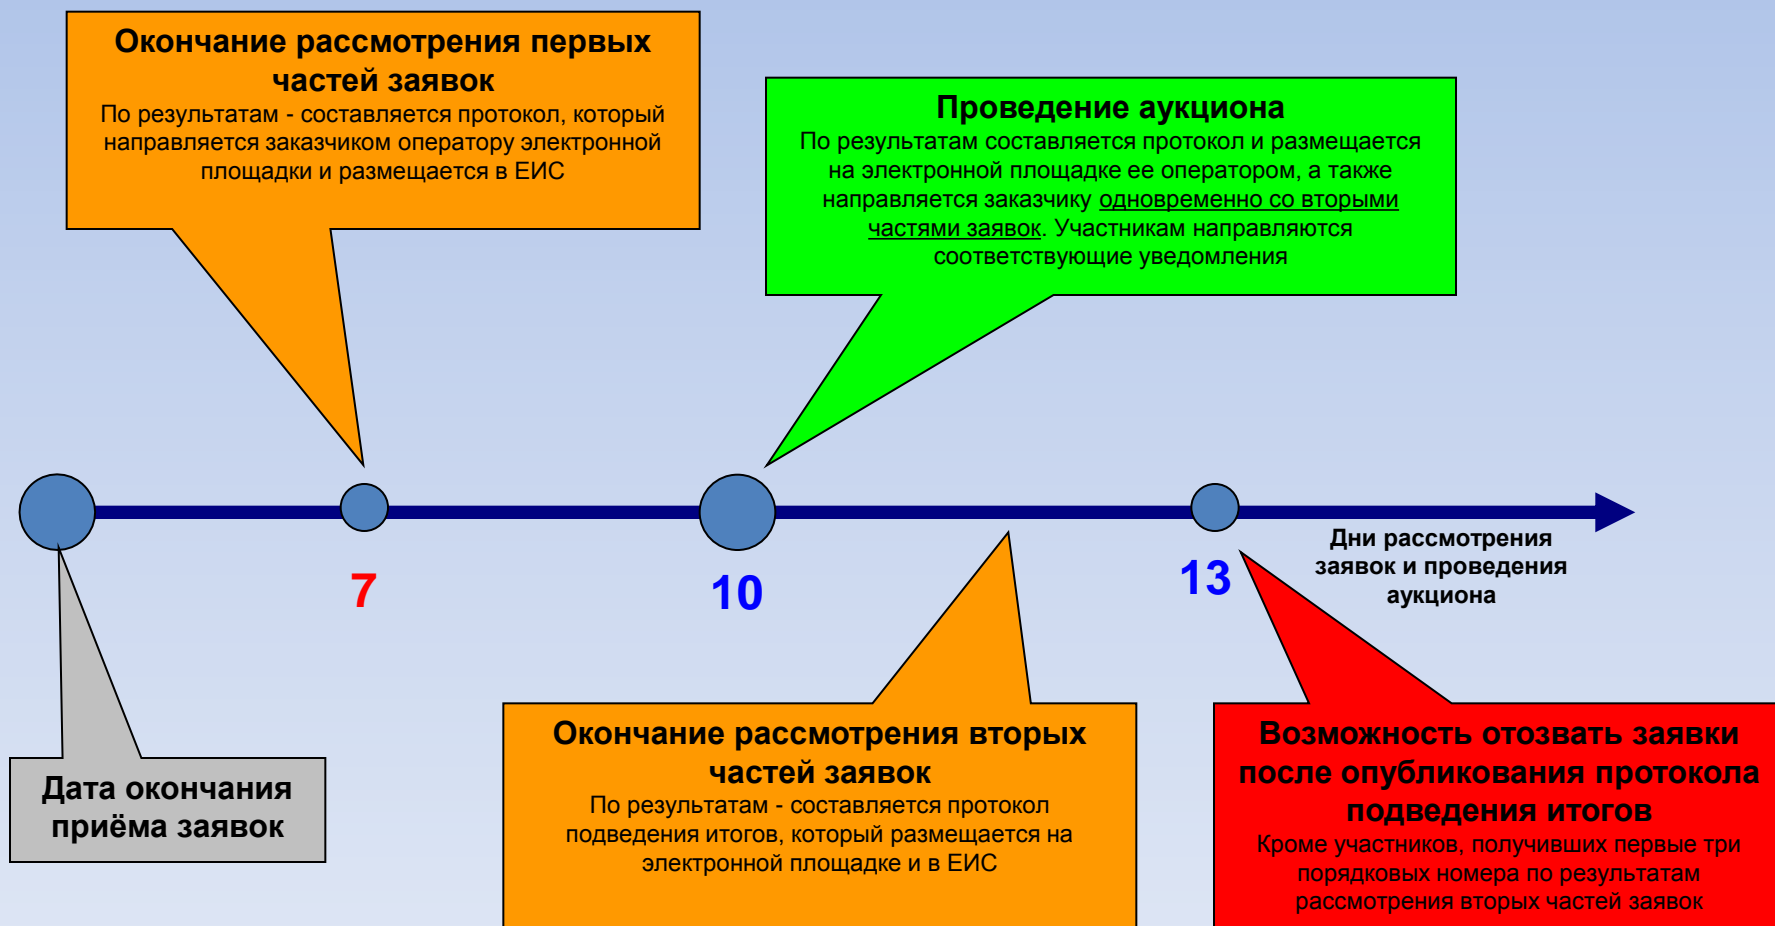 Окончание рассмотрения первых
частей заявок
По результатам - составляется протокол, который
направляется заказчиком оператору электронной
площадки и размещается в ЕИС
Проведение аукциона
По результатам составляется протокол и размещается
на электронной площадке ее оператором, а также
направляется заказчику одновременно со вторыми
частями заявок. Участникам направляются
соответствующие уведомления
7
10
13
Дни рассмотрения
заявок и проведения
аукциона
Дата окончания
приёма заявок
Окончание рассмотрения вторых
частей заявок
По результатам - составляется протокол
подведения итогов, который размещается на
электронной площадке и в ЕИС
Возможность отозвать заявки
после опубликования протокола
подведения итогов
Кроме участников, получивших первые три
порядковых номера по результатам
рассмотрения вторых частей заявок